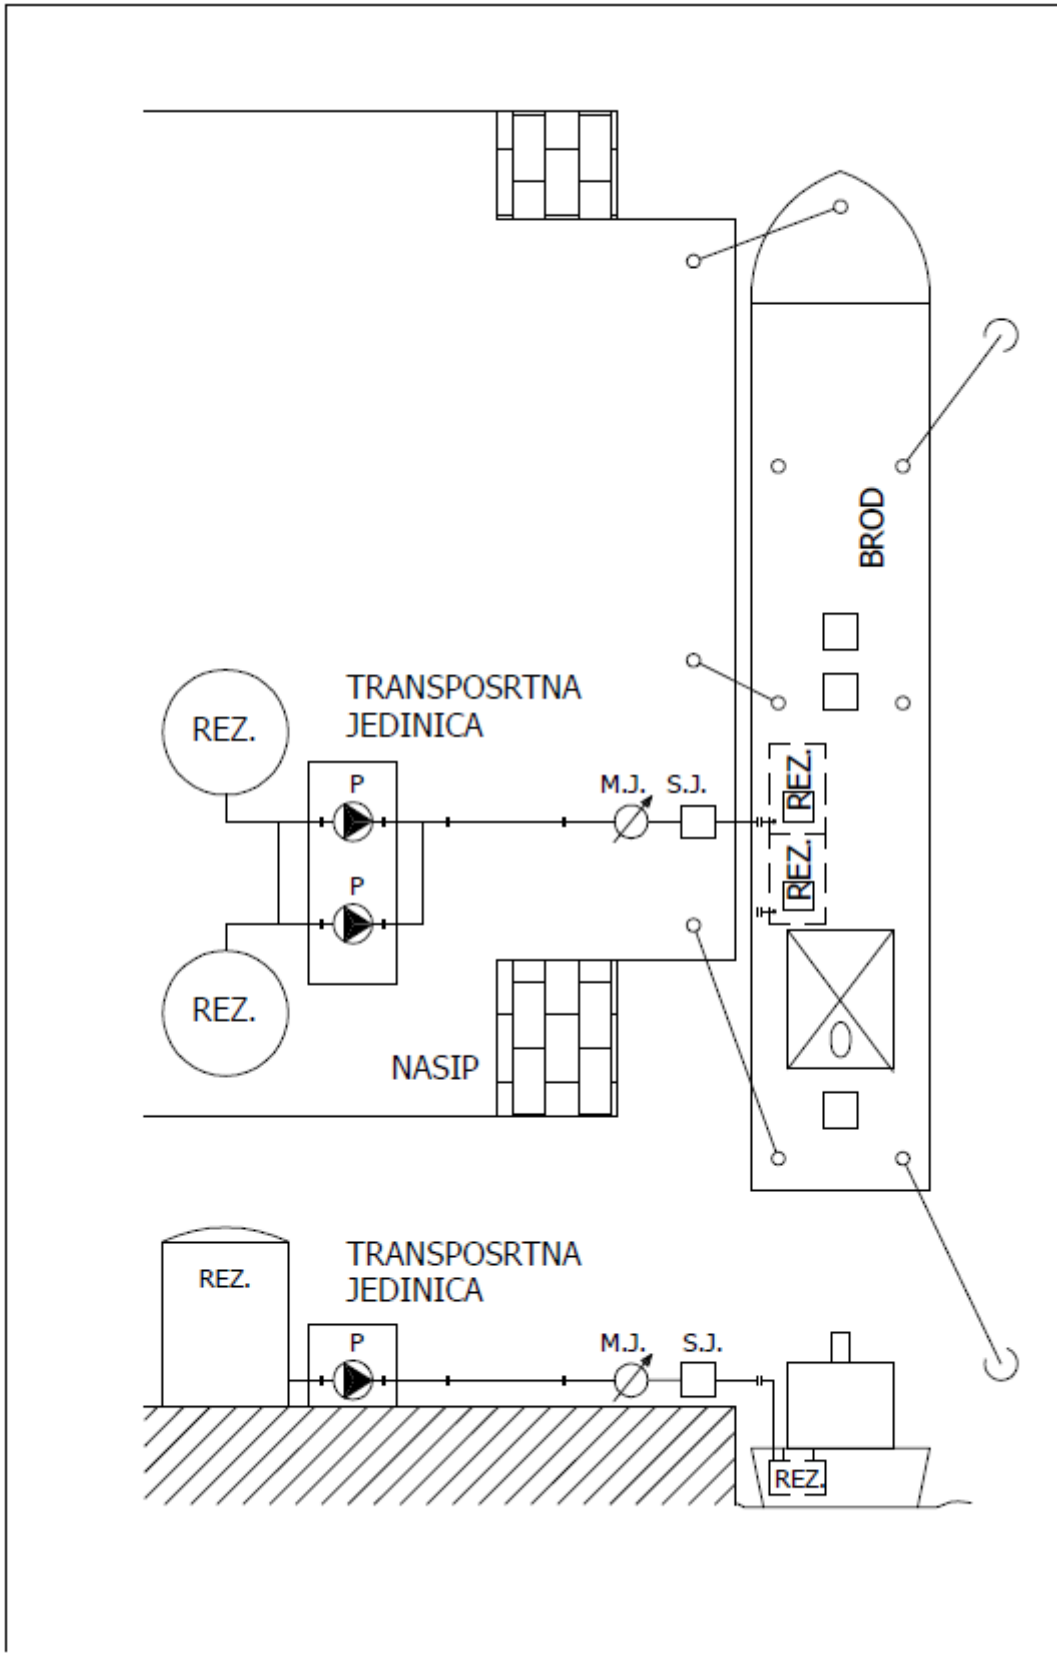 BROD
TRANSPOSRTNA
JEDINICA
REZ.
P
M.J.
S.J.
REZ.
P
REZ.
REZ.
NASIP
TRANSPOSRTNA
JEDINICA
REZ.
P
M.J.
S.J.
REZ.